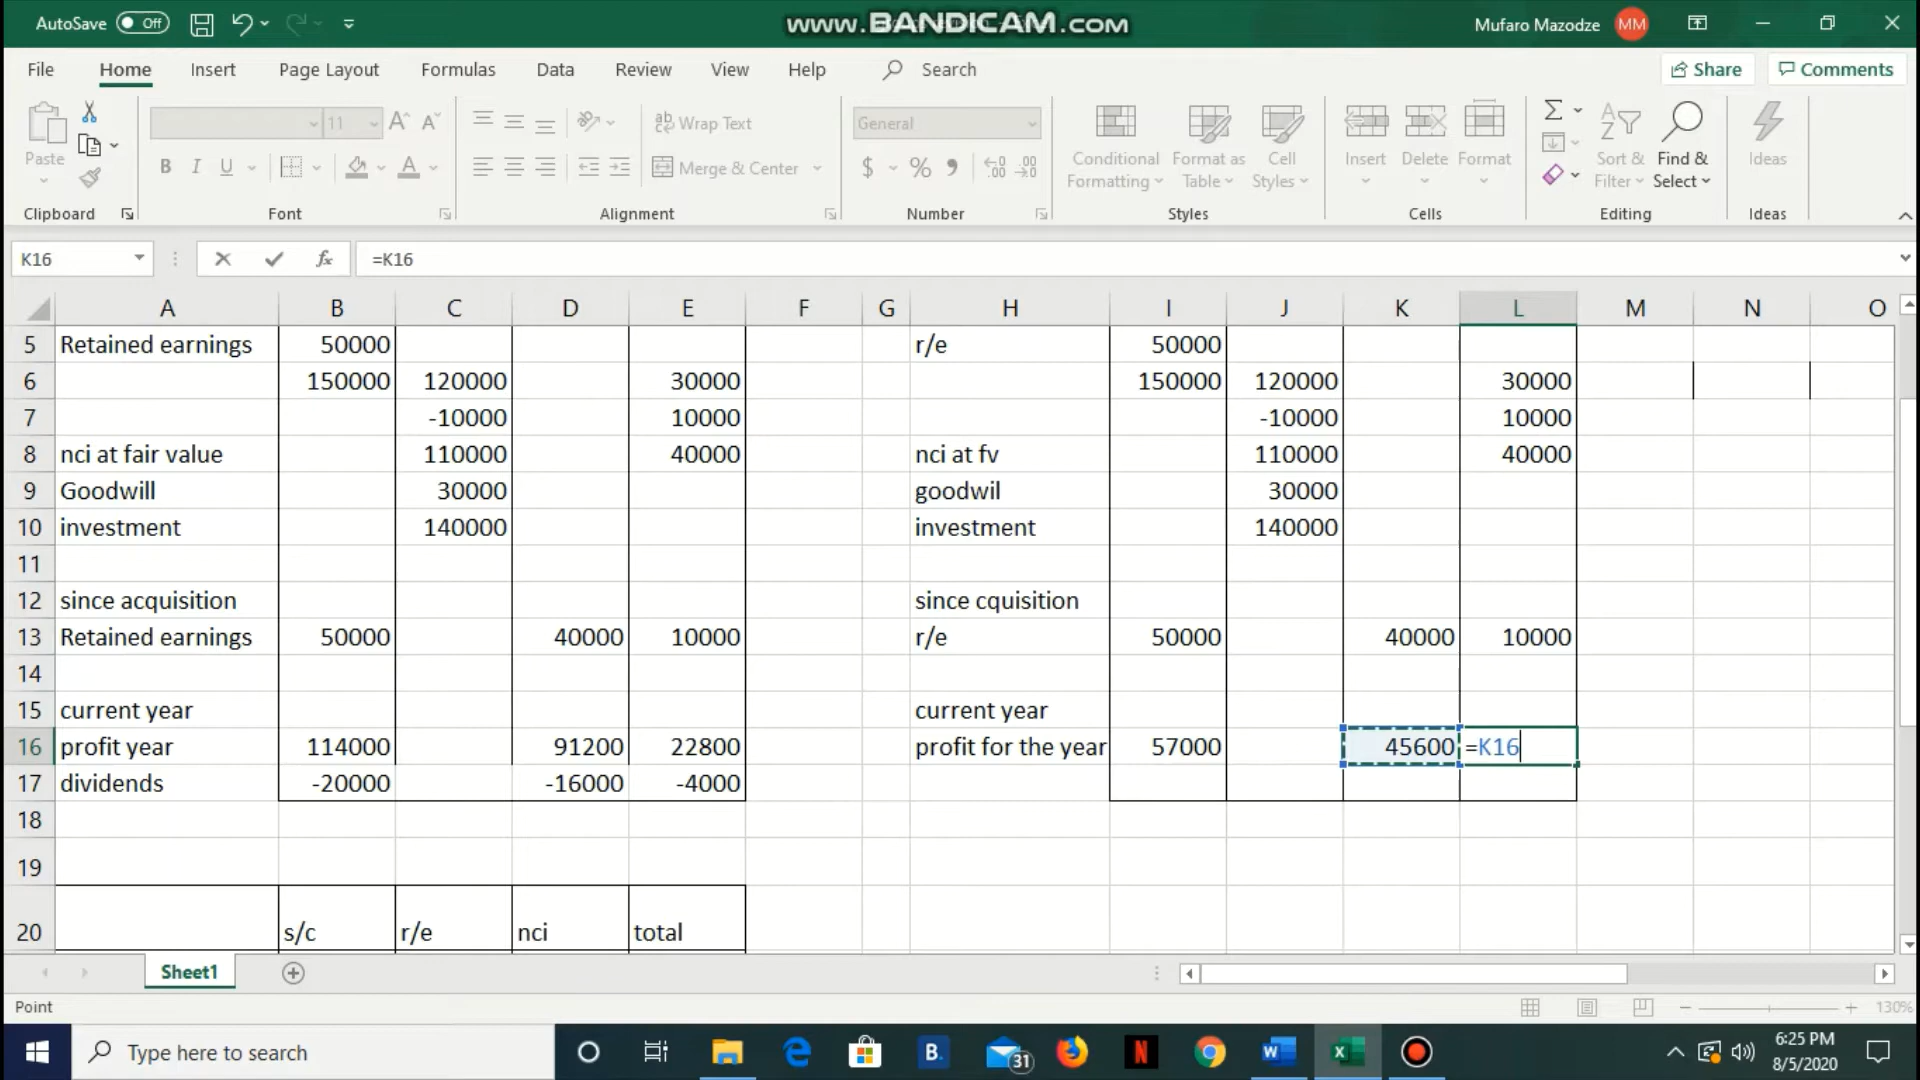 AutoSave Off
www.BANDICAM.com
Mufaro Mazodze MM
File Home Insert Page Layout Formulas Data Review View Help Search Share Comments
11 A^ A˅ Wrap Text General
Paste B I U A Merge & Center $ % 9 Conditional Formatting Format as Table Cell Styles Insert Delete Format Sort & Filter Find & Select Ideas
Clipboard Font Alignment Number Styles Cells Editing Ideas
K16 fx =K16
A B C D E F G H I J K L M N O
5 Retained earnings 50000 r/e 50000
6 150000 120000 30000 150000 120000 30000
7 -10000 10000 -10000 10000
8 nci at fair value 110000 40000 nci at fv 110000 40000
9 Goodwill 30000 goodwil 30000
10 investment 140000 investment 140000
11
12 since acquisition since cquisition
13 Retained earnings 50000 40000 10000 r/e 50000 40000 10000
14
15 current year current year
16 profit year 114000 91200 22800 profit for the year 57000 45600 =K16
17 dividends -20000 -16000 -4000
18
19
20 s/c r/e nci total
Sheet1
Point 130%
Type here to search B. 31 N W X 6:25 PM
8/5/2020